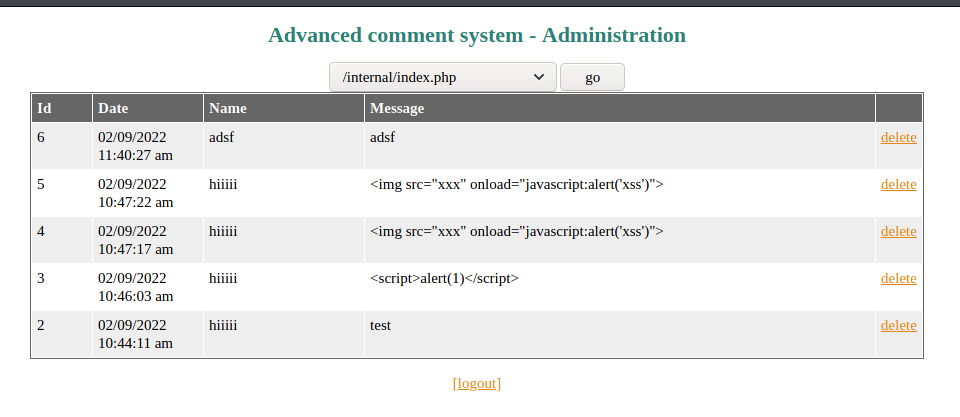 Advanced comment system - Administration
/internal/index.php go
Id Date Name Message
6 02/09/2022 11:40:27 am adsf adsf delete
5 02/09/2022 10:47:22 am hiiiii <img src="xxx" onload="javascript:alert('xss')"> delete
4 02/09/2022 10:47:17 am hiiiii <img src="xxx" onload="javascript:alert('xss')"> delete
3 02/09/2022 10:46:03 am hiiiii <script>alert(1)</script> delete
2 02/09/2022 10:44:11 am hiiiii test delete
[logout]